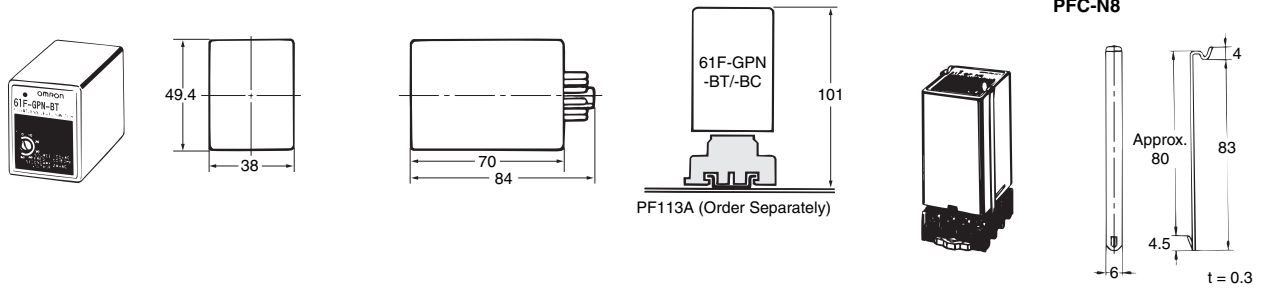 PFC-N8
OMRON
61F-GPN-BT
49.4
38
70
84
61F-GPN
-BT/-BC
101
PF113A (Order Separately)
4
Approx.
80
83
4.5
6
t = 0.3